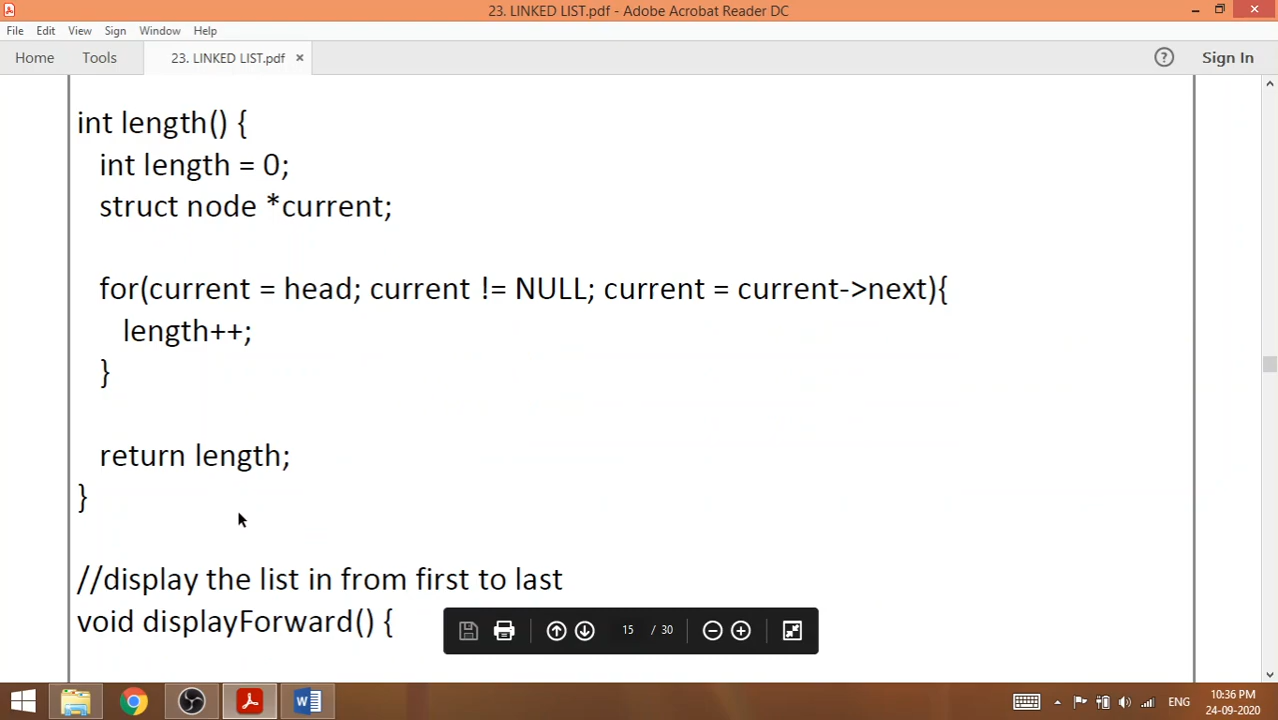 23. LINKED LIST.pdf - Adobe Acrobat Reader DC
File Edit View Sign Window Help
Home Tools 23. LINKED LIST.pdf × ? Sign In
int length() {
int length = 0;
struct node *current;
for(current = head; current != NULL; current = current->next){
length++;
}
return length;
}
//display the list in from first to last
void displayForward() {
15 / 30
ENG 10:36 PM
24-09-2020